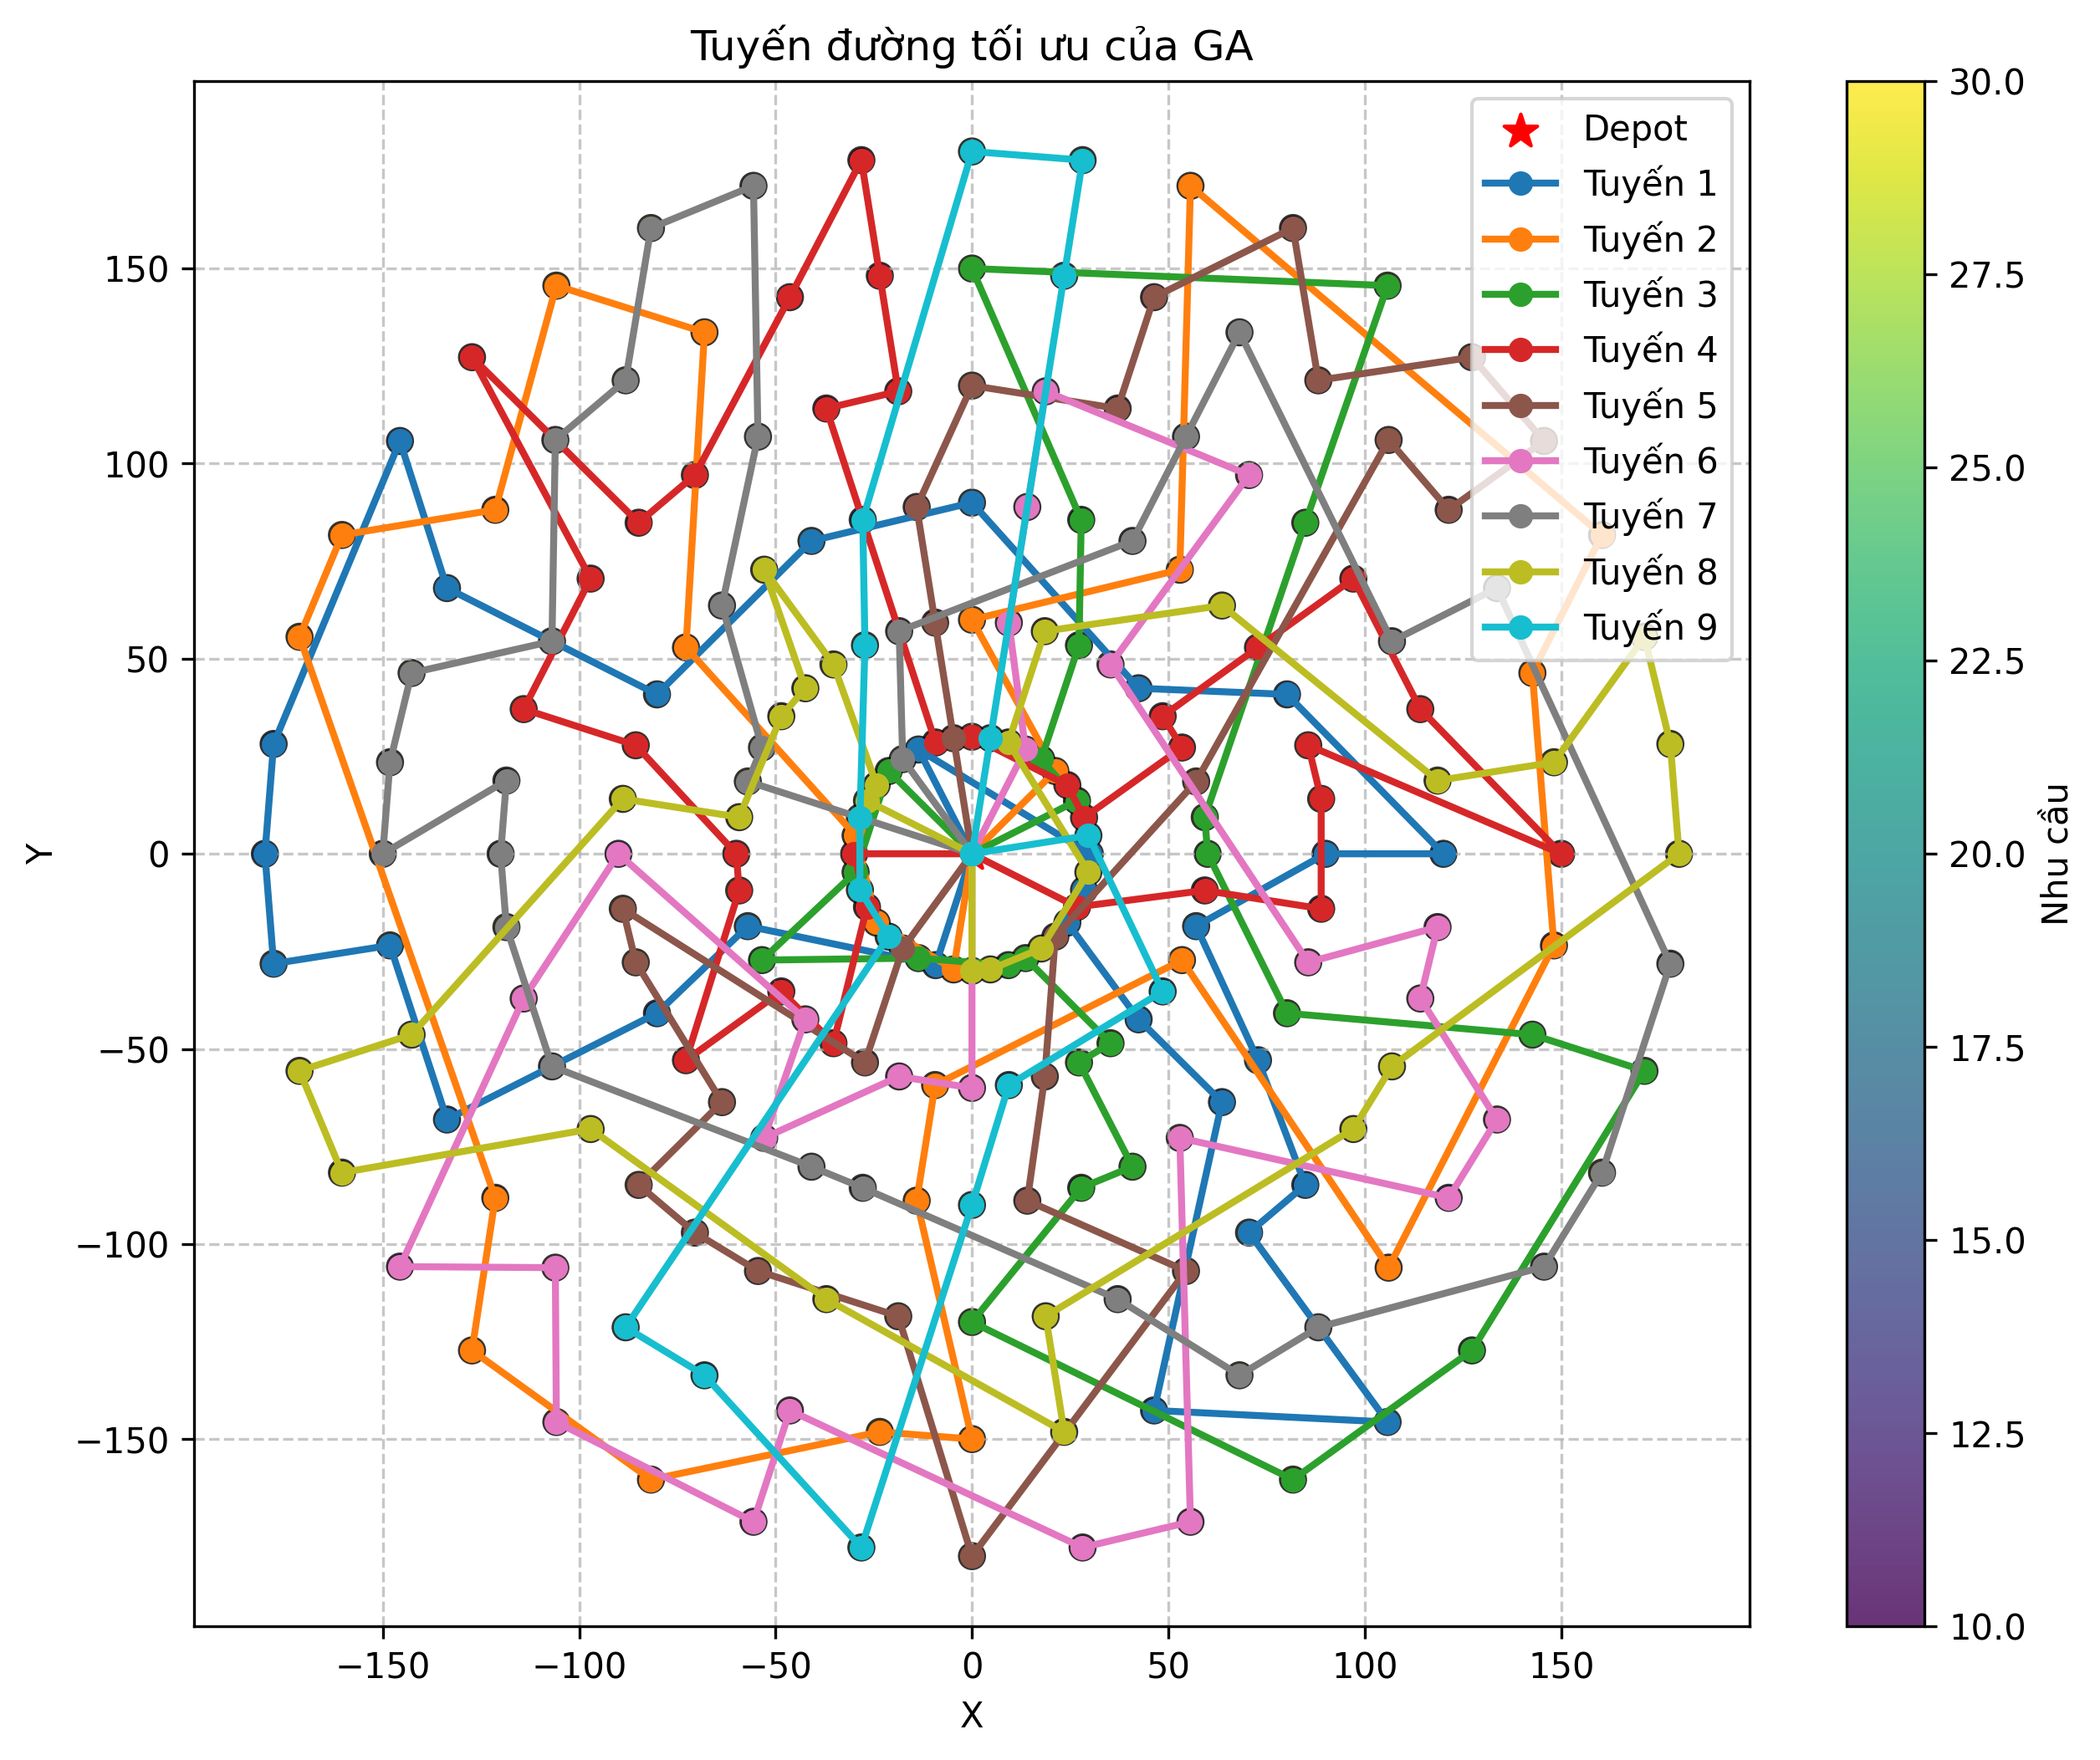 Tuyến đường tối ưu của GA
Depot
Tuyến 1
Tuyến 2
Tuyến 3
Tuyến 4
Tuyến 5
Tuyến 6
Tuyến 7
Tuyến 8
Tuyến 9
150
100
50
0
−50
−100
−150
Y
−150
−100
−50
0
50
100
150
X
30.0
27.5
25.0
22.5
20.0
17.5
15.0
12.5
10.0
Nhu cầu